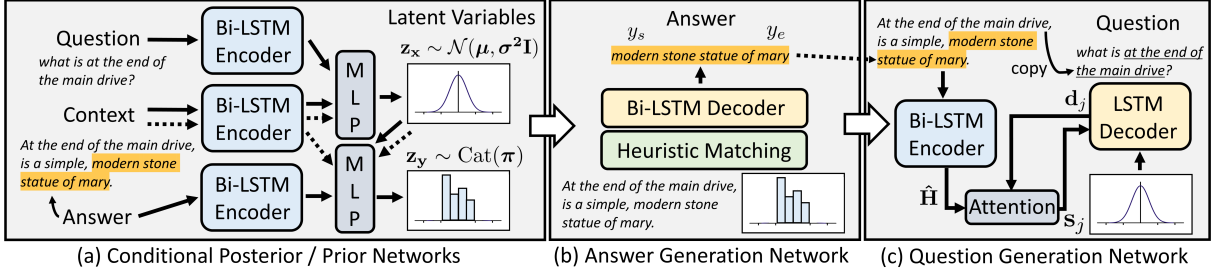 Question
what is at the end of
the main drive?
Context
At the end of the main drive,
is a simple, modern stone
statue of mary.
Answer
Bi-LSTM
Encoder
Bi-LSTM
Encoder
Bi-LSTM
Encoder
M
L
P
M
L
P
Latent Variables
𝐳ₓ ∼ 𝒩(𝝁, 𝝈²𝐈)
𝐳_𝐲 ∼ Cat(𝝅)
(a) Conditional Posterior / Prior Networks
Answer
y_s y_e
modern stone statue of mary
Bi-LSTM Decoder
Heuristic Matching
At the end of the main drive,
is a simple, modern stone
statue of mary.
(b) Answer Generation Network
At the end of the main drive,
is a simple, modern stone
statue of mary.
copy
Question
what is at the end of
the main drive?
Bi-LSTM
Encoder
Ĥ
Attention
d_j
s_j
LSTM
Decoder
(c) Question Generation Network